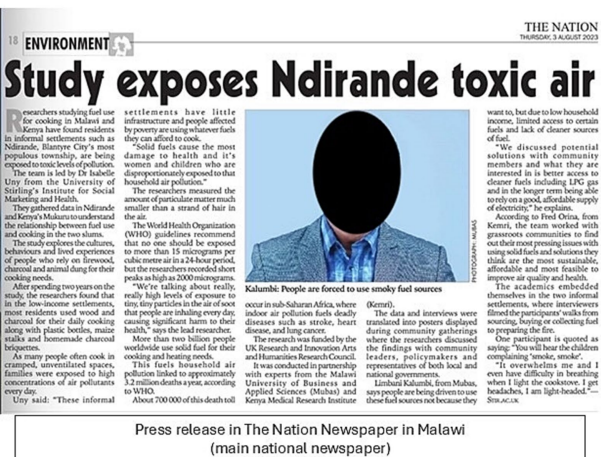 THE NATION
THURSDAY, 3 AUGUST 2023
18 ENVIRONMENT
Study exposes Ndirande toxic air
Researchers studying fuel use
for cooking in Malawi and
Kenya have found residents
in informal settlements such as
Ndirande, Blantyre City's most
populous township, are being
exposed to toxic levels of pollution.
The team is led by Dr Isabelle
Uny from the University of
Stirling's Institute for Social
Marketing and Health.
They gathered data in Ndirande
and Kenya's Mukuru to understand
the relationship between fuel use
and cooking in the two slums.
The study explores the cultures,
behaviours and lived experiences
of people who rely on firewood,
charcoal and animal dung for their
cooking needs.
After spending two years on the
study, the researchers found that
in the low-income settlements,
most residents used wood and
charcoal for their daily cooking
along with plastic bottles, maize
stalks and homemade charcoal
briquettes.
As many people often cook in
cramped, unventilated spaces,
families were exposed to high
concentrations of air pollutants
every day.
Uny said: "These informal
settlements have little
infrastructure and people affected
by poverty are using whatever fuels
they can afford to cook.
"Solid fuels cause the most
damage to health and it's
women and children who are
disproportionately exposed to that
household air pollution."
The researchers measured the
amount of particulate matter much
smaller than a strand of hair in
the air.
The World Health Organization
(WHO) guidelines recommend
that no one should be exposed
to more than 15 micrograms per
cubic metre air in a 24-hour period,
but the researchers recorded short
peaks as high as 2000 micrograms.
"We're talking about really,
really high levels of exposure to
tiny, tiny particles in the air of soot
that people are inhaling every day,
causing significant harm to their
health," says the lead researcher.
More than two billion people
worldwide use solid fuel for their
cooking and heating needs.
This fuels household air
pollution linked to approximately
3.2 million deaths a year, according
to WHO.
About 700 000 of this death toll
PHOTOGRAPH: MUBAS
Kalumbi: People are forced to use smoky fuel sources
occur in sub-Saharan Africa, where
indoor air pollution fuels deadly
diseases such as stroke, heart
disease, and lung cancer.
The research was funded by the
UK Research and Innovation Arts
and Humanities Research Council.
It was conducted in partnership
with experts from the Malawi
University of Business and
Applied Sciences (Mubas) and
Kenya Medical Research Institute
(Kemri).
The data and interviews were
translated into posters displayed
during community gatherings
where the researchers discussed
the findings with community
leaders, policymakers and
representatives of both local and
national government.
Limbani Kalumbi, from Mubas,
says people are being driven to use
these fuel sources not because they
want to, but due to low household
income, limited access to certain
fuels and lack of cleaner sources
of fuel.
"We discussed potential
solutions with community
members and what they are
interested in is better access to
cleaner fuels including LPG gas
and in the longer term being able
to rely on a good, affordable supply
of electricity," he explains.
According to Fred Orina, from
Kemri, the team worked with
grassroots communities to find
out their most pressing issues with
using solid fuels and solutions they
think are the most sustainable,
affordable and most feasible to
improve air quality and health.
The academics embedded
themselves in the two informal
settlements, where interviewers
filmed the participants' walks from
sourcing, buying or collecting fuel
to preparing the fire.
One participant is quoted as
saying: "You will hear the children
complaining 'smoke, smoke'.
"It overwhelms me and I
even have difficulty in breathing
when I light the cookstove. I get
headaches, I am light-headed."—
Stir.ac.uk
Press release in The Nation Newspaper in Malawi
(main national newspaper)